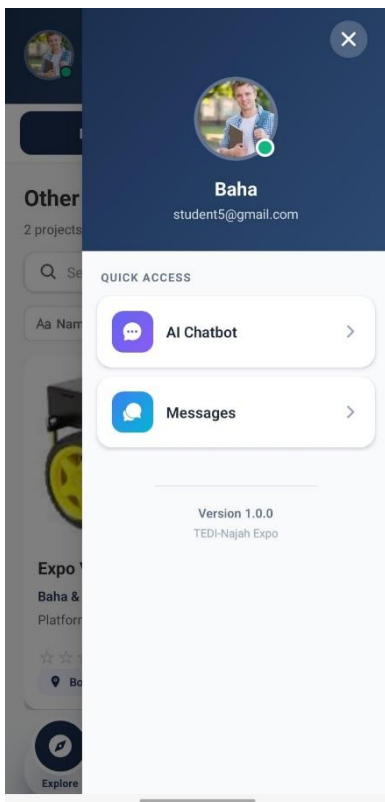 Baha
student5@gmail.com
Other
2 projects
QUICK ACCESS
Aa Nam
AI Chatbot
Messages
Version 1.0.0
TEDI-Najah Expo
Expo
Baha &
Platfor
Explore